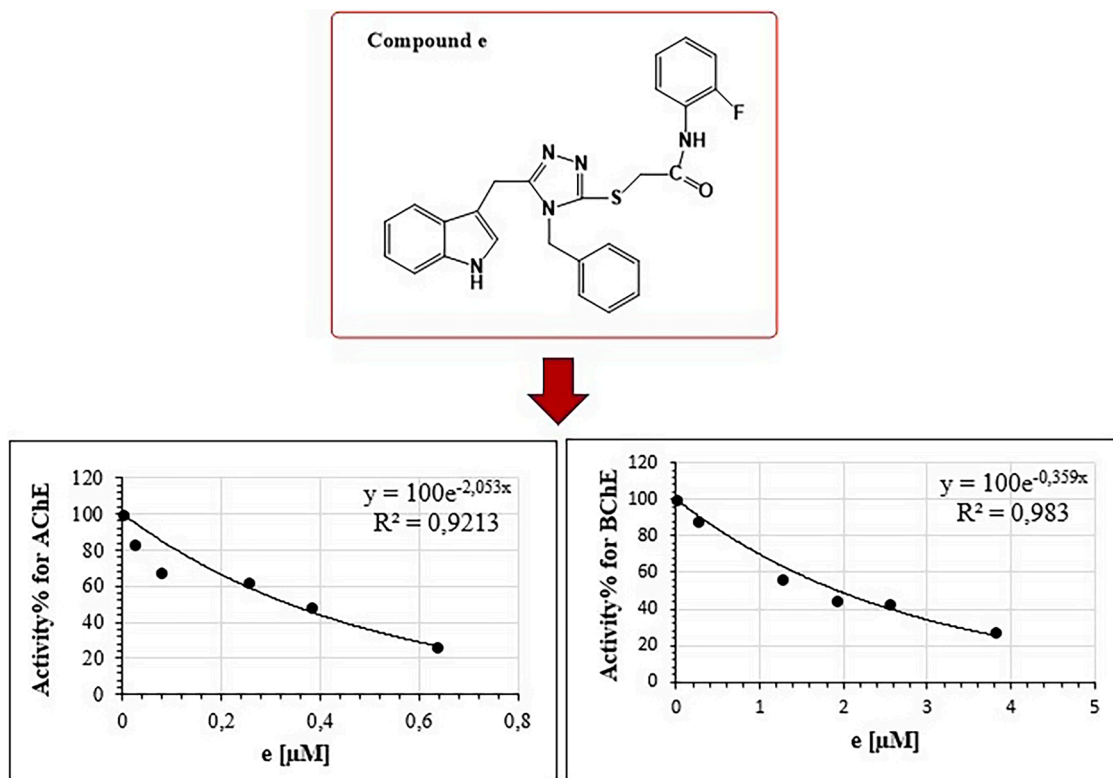 Compound e
F
NH
N
N
C
O
S
N
N
H
Activity% for AChE
120
100
80
60
40
20
0
0
0,2
0,4
0,6
0,8
y = 100e^-2,053x
R² = 0,9213
e [µM]
Activity% for BChE
120
100
80
60
40
20
0
0
1
2
3
4
5
y = 100e^-0,359x
R² = 0,983
e [µM]